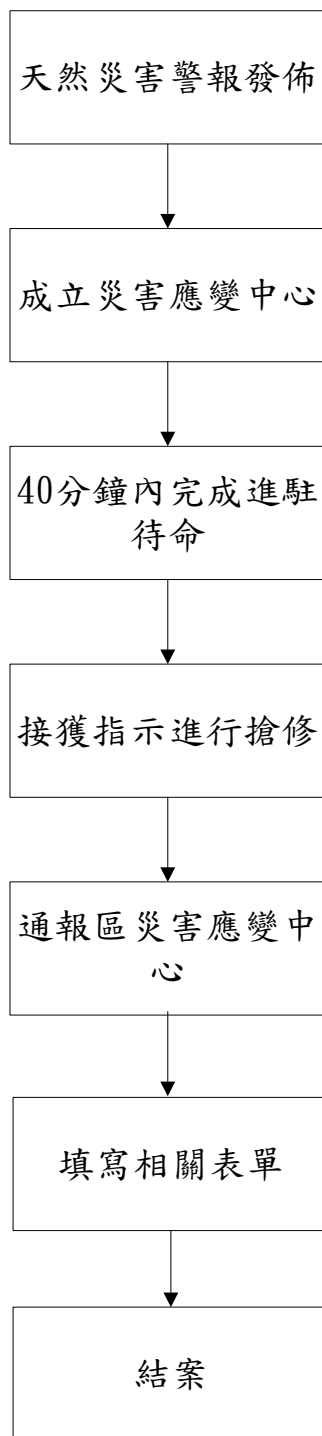 天然災害警報發佈
成立災害應變中心
40分鐘內完成進駐
待命
接獲指示進行搶修
通報區災害應變中
心
填寫相關表單
結案